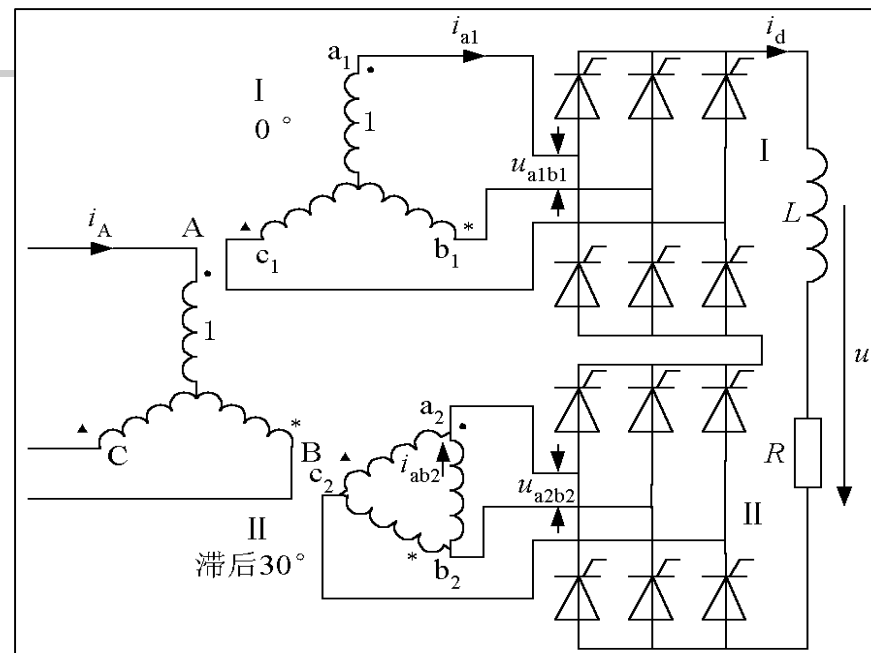 i_a1
i_d
a₁
I
0 °
1
I
u_a1b1
i_A
A
*
c₁
b₁
L
1
u
a₂
*
C
B
c₂
i_ab2
R
u_a2b2
II
滞后30°
*
b₂
II